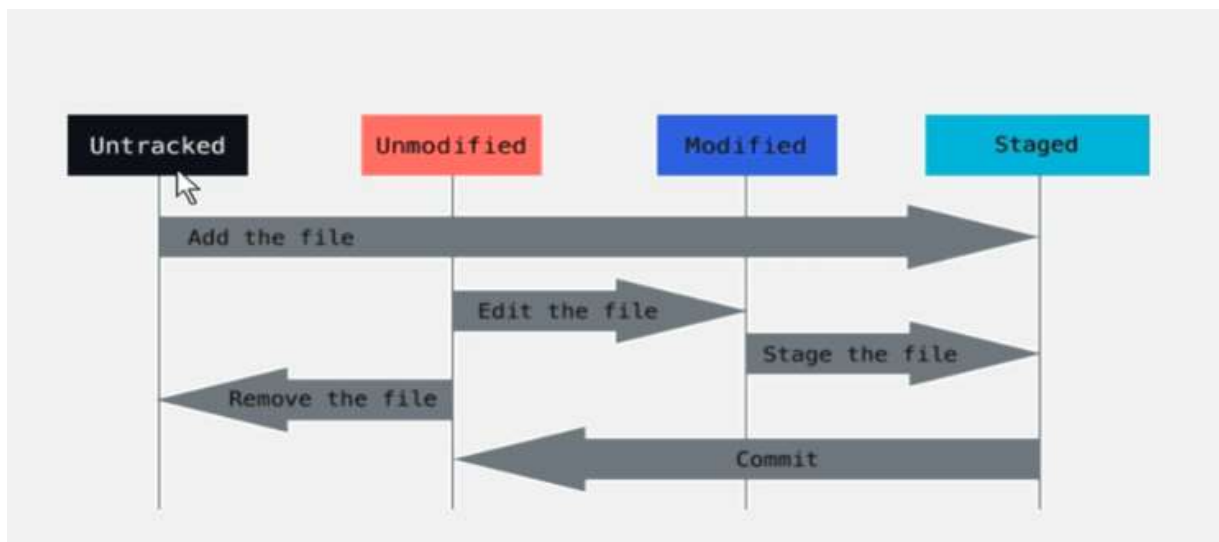 Untracked
Unmodified
Modified
Staged
Add the file
Edit the file
Stage the file
Remove the file
Commit